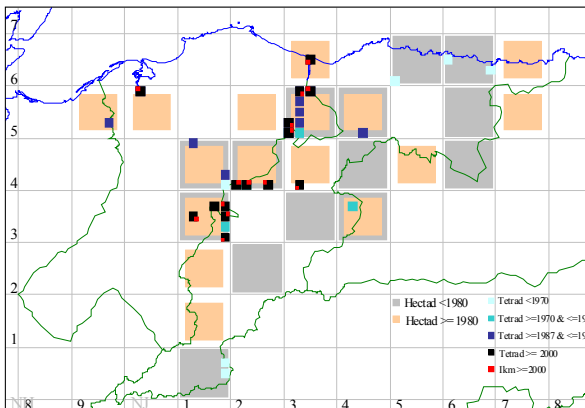 7
6
5
4
3
2
1
Hectad <1980
Hectad >= 1980
Tetrad <1970
Tetrad >=1970 & <=19
Tetrad >=1987 & <=19
Tetrad >= 2000
1km >=2000
8 9 1 2 3 4 5 6 7 8